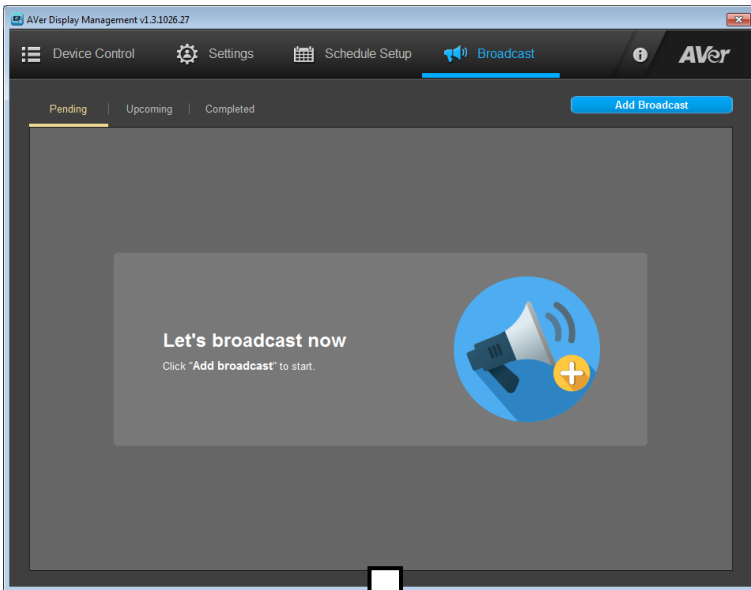 AVer Display Management v1.3.1026.27
Device Control
Settings
Schedule Setup
Broadcast
AVer
Pending
Upcoming
Completed
Add Broadcast
Let's broadcast now
Click "Add broadcast" to start.